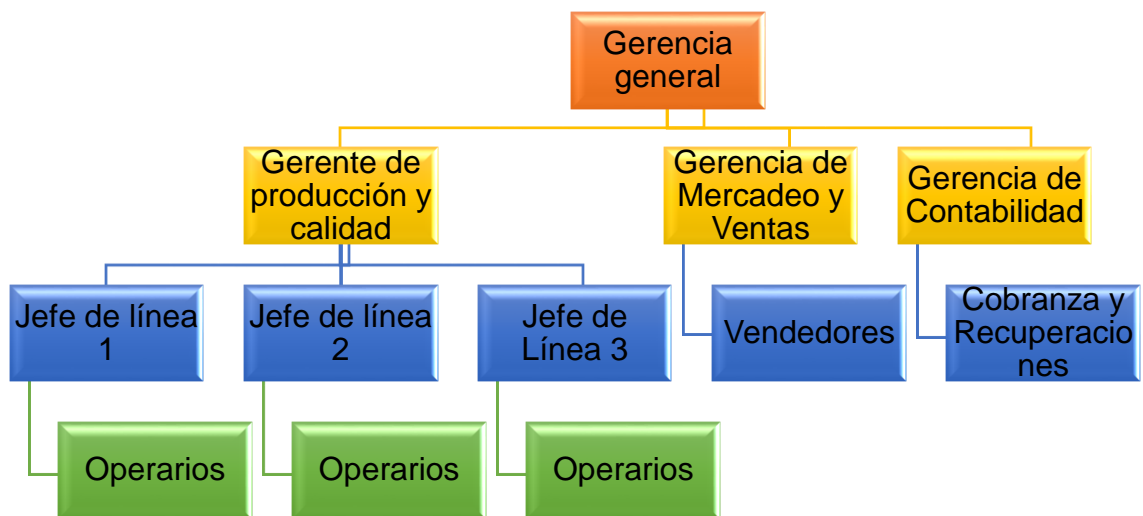 Gerencia
general
Gerente de
producción y
calidad
Gerencia de
Mercadeo y
Ventas
Gerencia de
Contabilidad
Jefe de línea
1
Jefe de línea
2
Jefe de
Línea 3
Vendedores
Cobranza y
Recuperacio
nes
Operarios
Operarios
Operarios